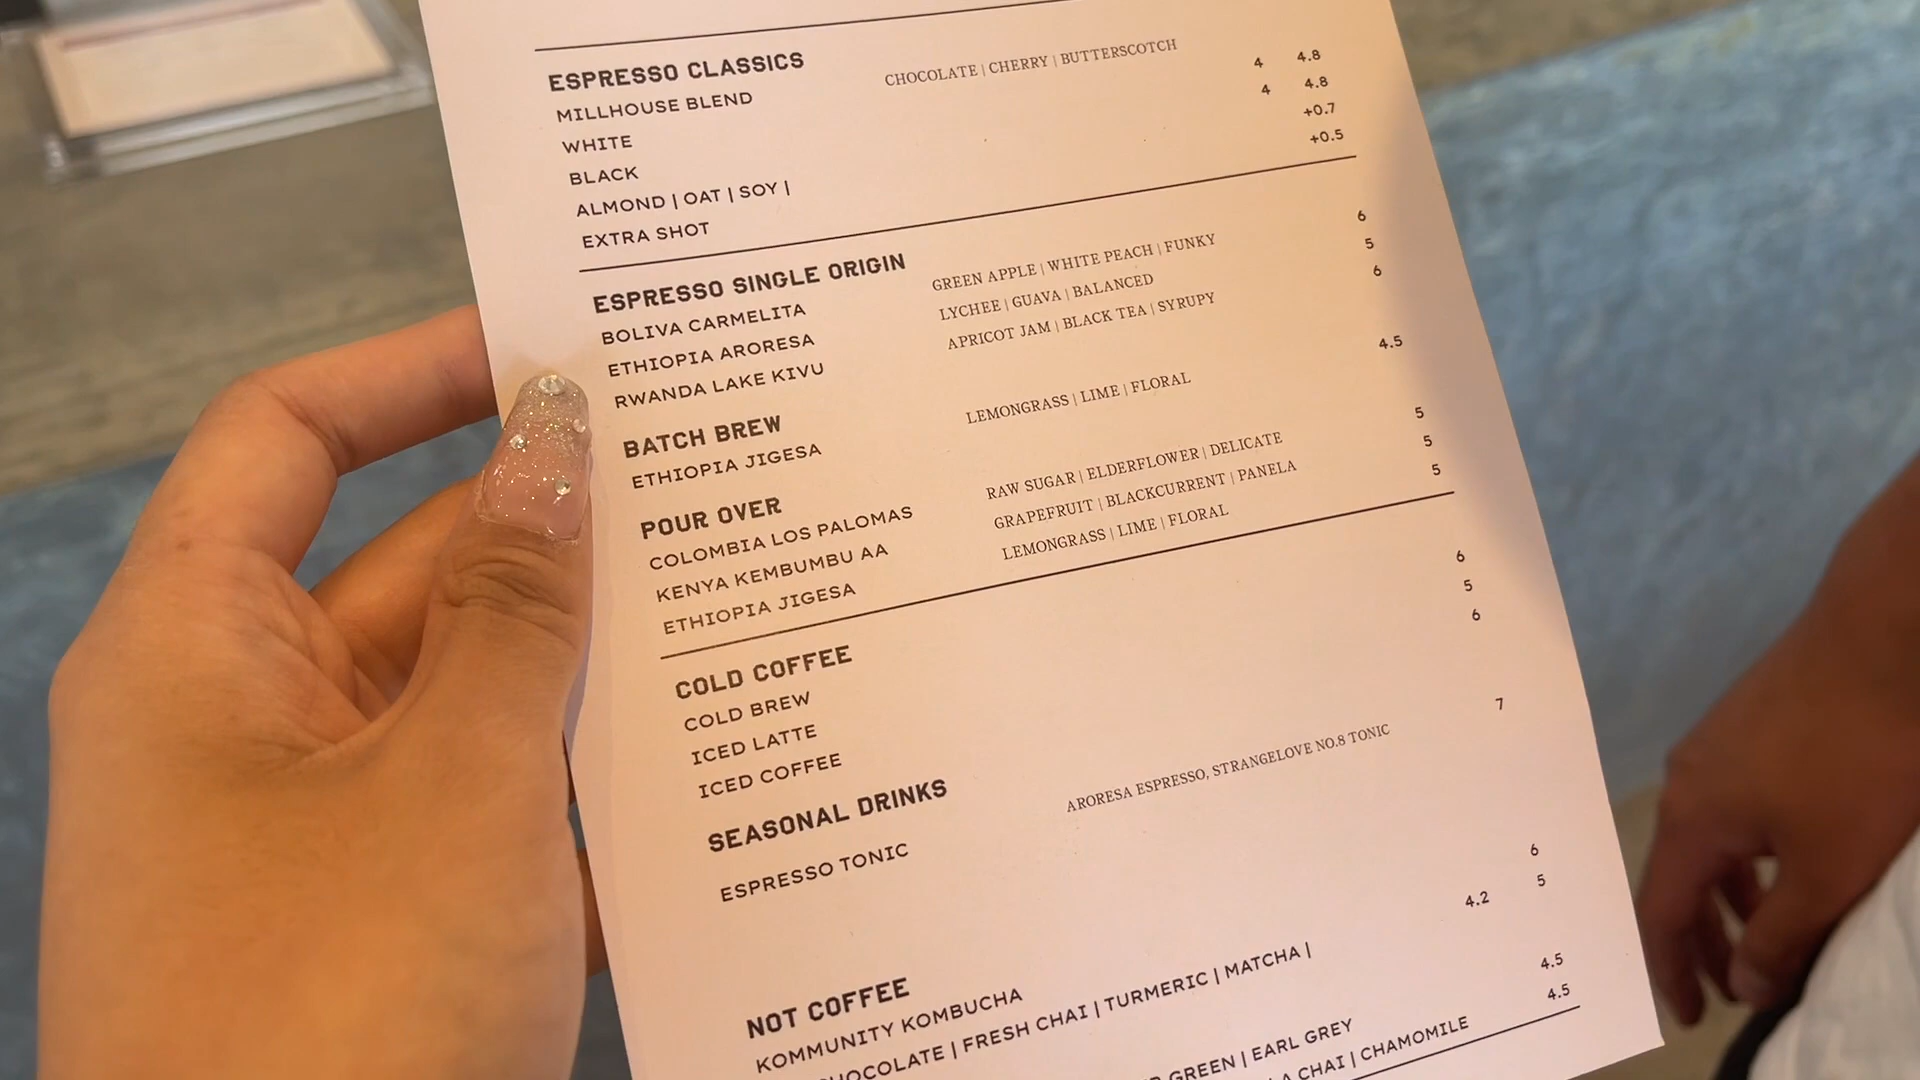 ESPRESSO CLASSICS
MILLHOUSE BLEND CHOCOLATE | CHERRY | BUTTERSCOTCH
WHITE 4 4.8
BLACK 4 4.8
ALMOND | OAT | SOY | +0.7
EXTRA SHOT +0.5
ESPRESSO SINGLE ORIGIN
BOLIVA CARMELITA GREEN APPLE | WHITE PEACH | FUNKY 6
ETHIOPIA ARORESA LYCHEE | GUAVA | BALANCED 5
RWANDA LAKE KIVU APRICOT JAM | BLACK TEA | SYRUPY 6
BATCH BREW
ETHIOPIA JIGESA LEMONGRASS | LIME | FLORAL 4.5
POUR OVER
COLOMBIA LOS PALOMAS RAW SUGAR | ELDERFLOWER | DELICATE 5
KENYA KEMBUMBU AA GRAPEFRUIT | BLACKCURRENT | PANELA 5
ETHIOPIA JIGESA LEMONGRASS | LIME | FLORAL 5
COLD COFFEE
COLD BREW 6
ICED LATTE 5
ICED COFFEE 6
SEASONAL DRINKS
ESPRESSO TONIC ARORESA ESPRESSO, STRANGELOVE NO.8 TONIC 7
NOT COFFEE
KOMMUNITY KOMBUCHA 6
| FRESH CHAI | TURMERIC | MATCHA | 4.2 5
GREEN | EARL GREY 4.5
CHAI | CHAMOMILE 4.5